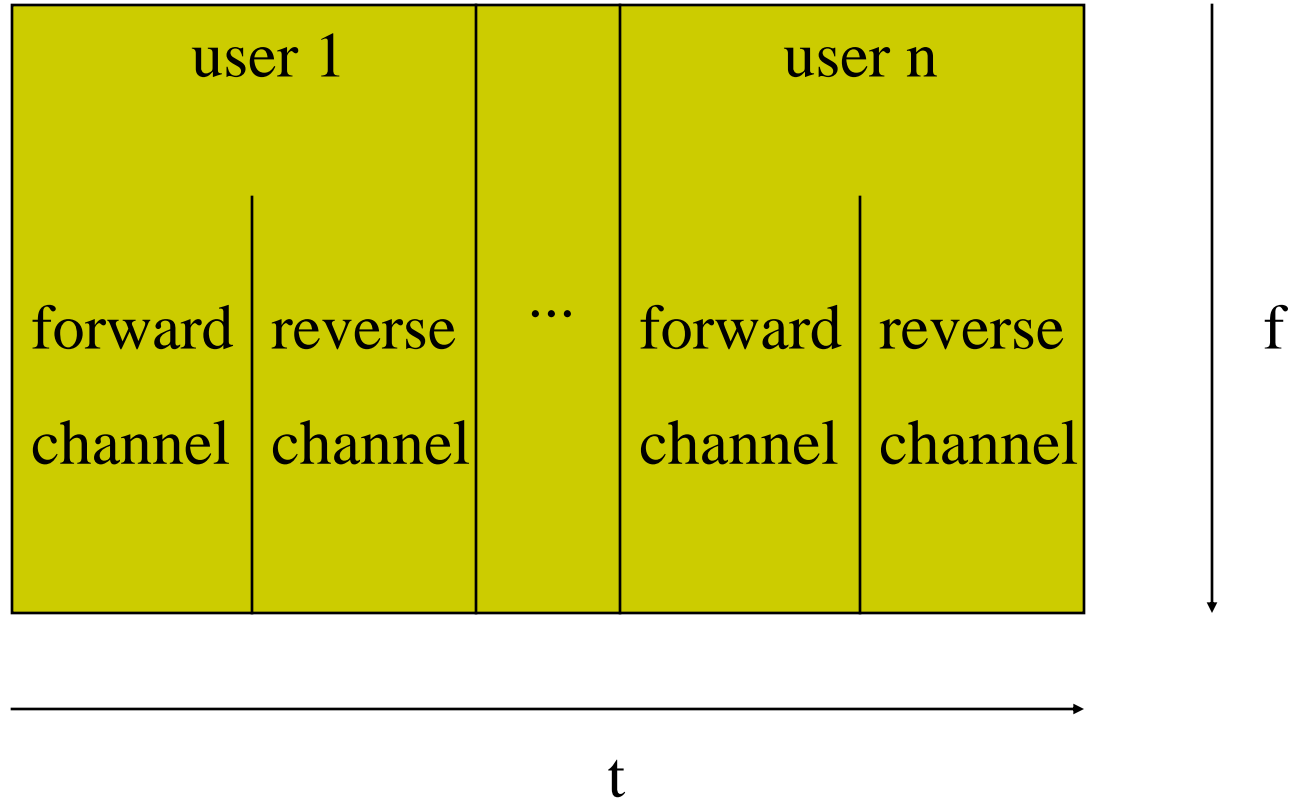 user 1
user n
...
forward reverse
forward reverse
channel channel
channel channel
f
t